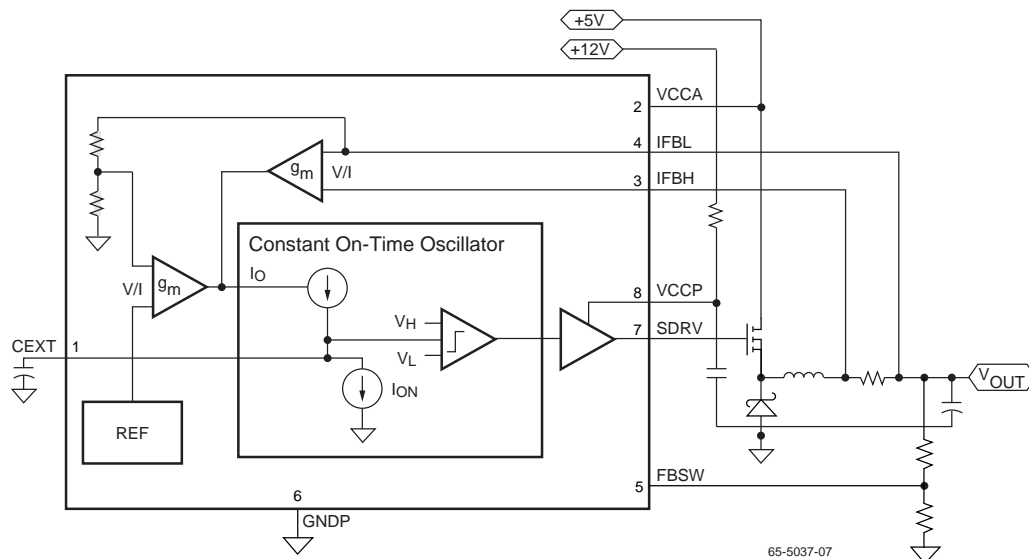 +5V
+12V
2 VCCA
4 IFBL
gm V/I
3 IFBH
Constant On-Time Oscillator
V/I gm
IO
8 VCCP
VH
7 SDRV
CEXT 1
VL
VOUT
ION
REF
5 FBSW
6
GNDP
65-5037-07